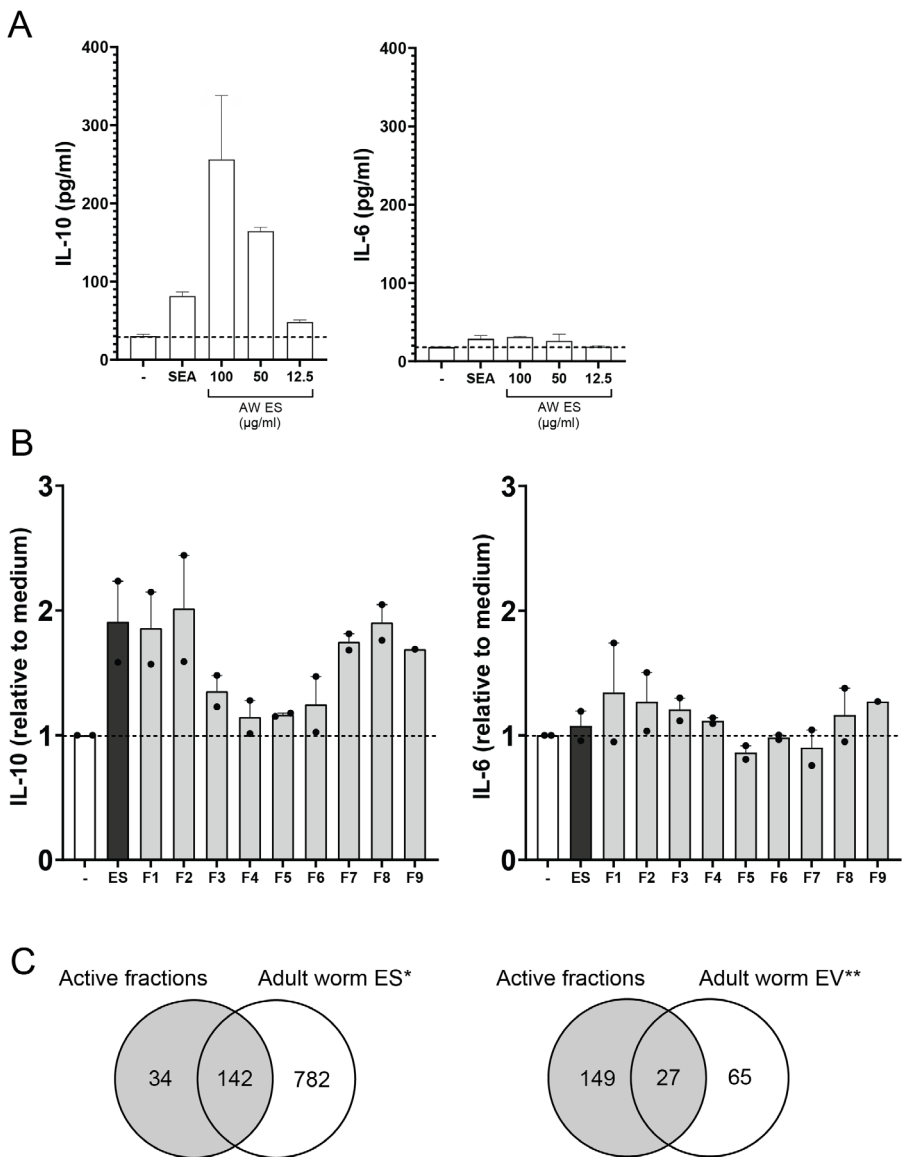 A
IL-10 (pg/ml)
400
300
200
100
0
- SEA 100 50 12.5
AW ES
(µg/ml)
IL-6 (pg/ml)
400
300
200
100
0
- SEA 100 50 12.5
AW ES
(µg/ml)
B
IL-10 (relative to medium)
3
2
1
0
- ES F1 F2 F3 F4 F5 F6 F7 F8 F9
IL-6 (relative to medium)
3
2
1
0
- ES F1 F2 F3 F4 F5 F6 F7 F8 F9
C
Active fractions Adult worm ES*
34 142 782
Active fractions Adult worm EV**
149 27 65